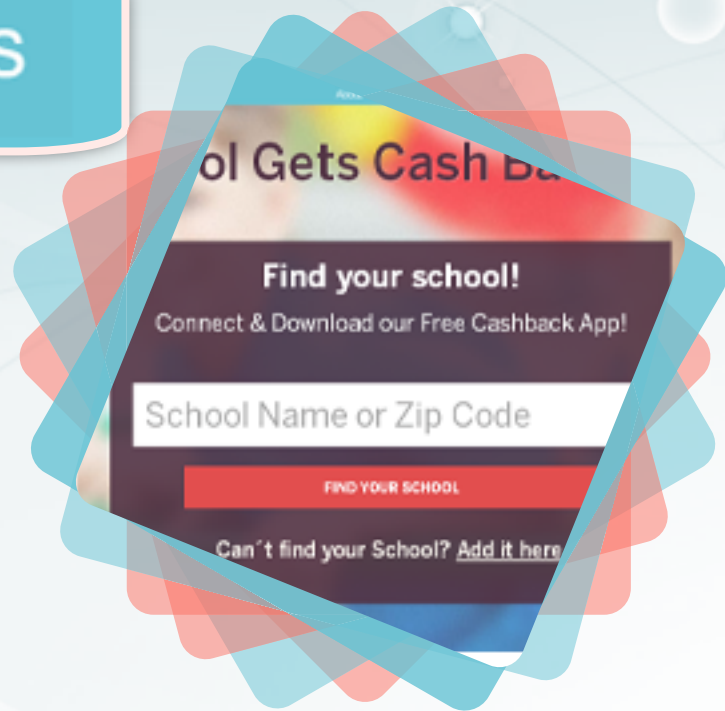 S
ol Gets Cash Ba
Find your school!
Connect & Download our Free Cashback App!
School Name or Zip Code
FIND YOUR SCHOOL
Can´t find your School? Add it here